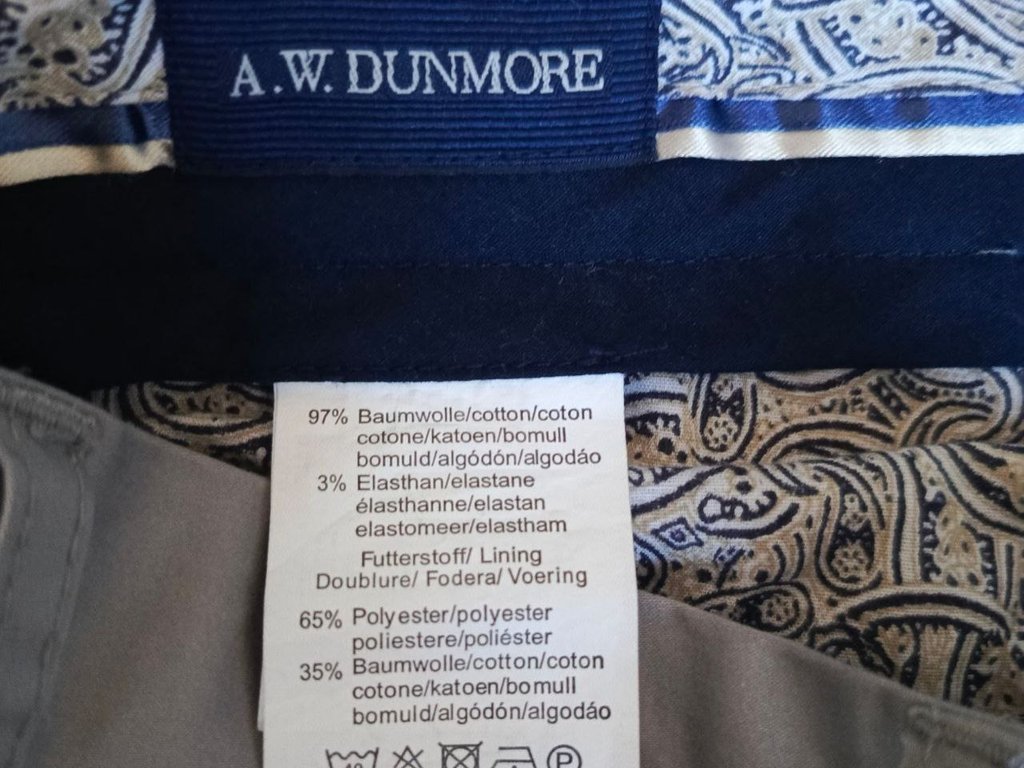 A.W. DUNMORE
97% Baumwolle/cotton/coton
cotone/katoen/bomull
bomuld/algódón/algodáo
3% Elasthan/elastane
élasthanne/elastan
elastomeer/elastham
Futterstoff/ Lining
Doublure/ Fodera/ Voering
65% Polyester/polyester
poliestere/poliéster
35% Baumwolle/cotton/coton
cotone/katoen/bomull
bomuld/algódón/algodáo
P